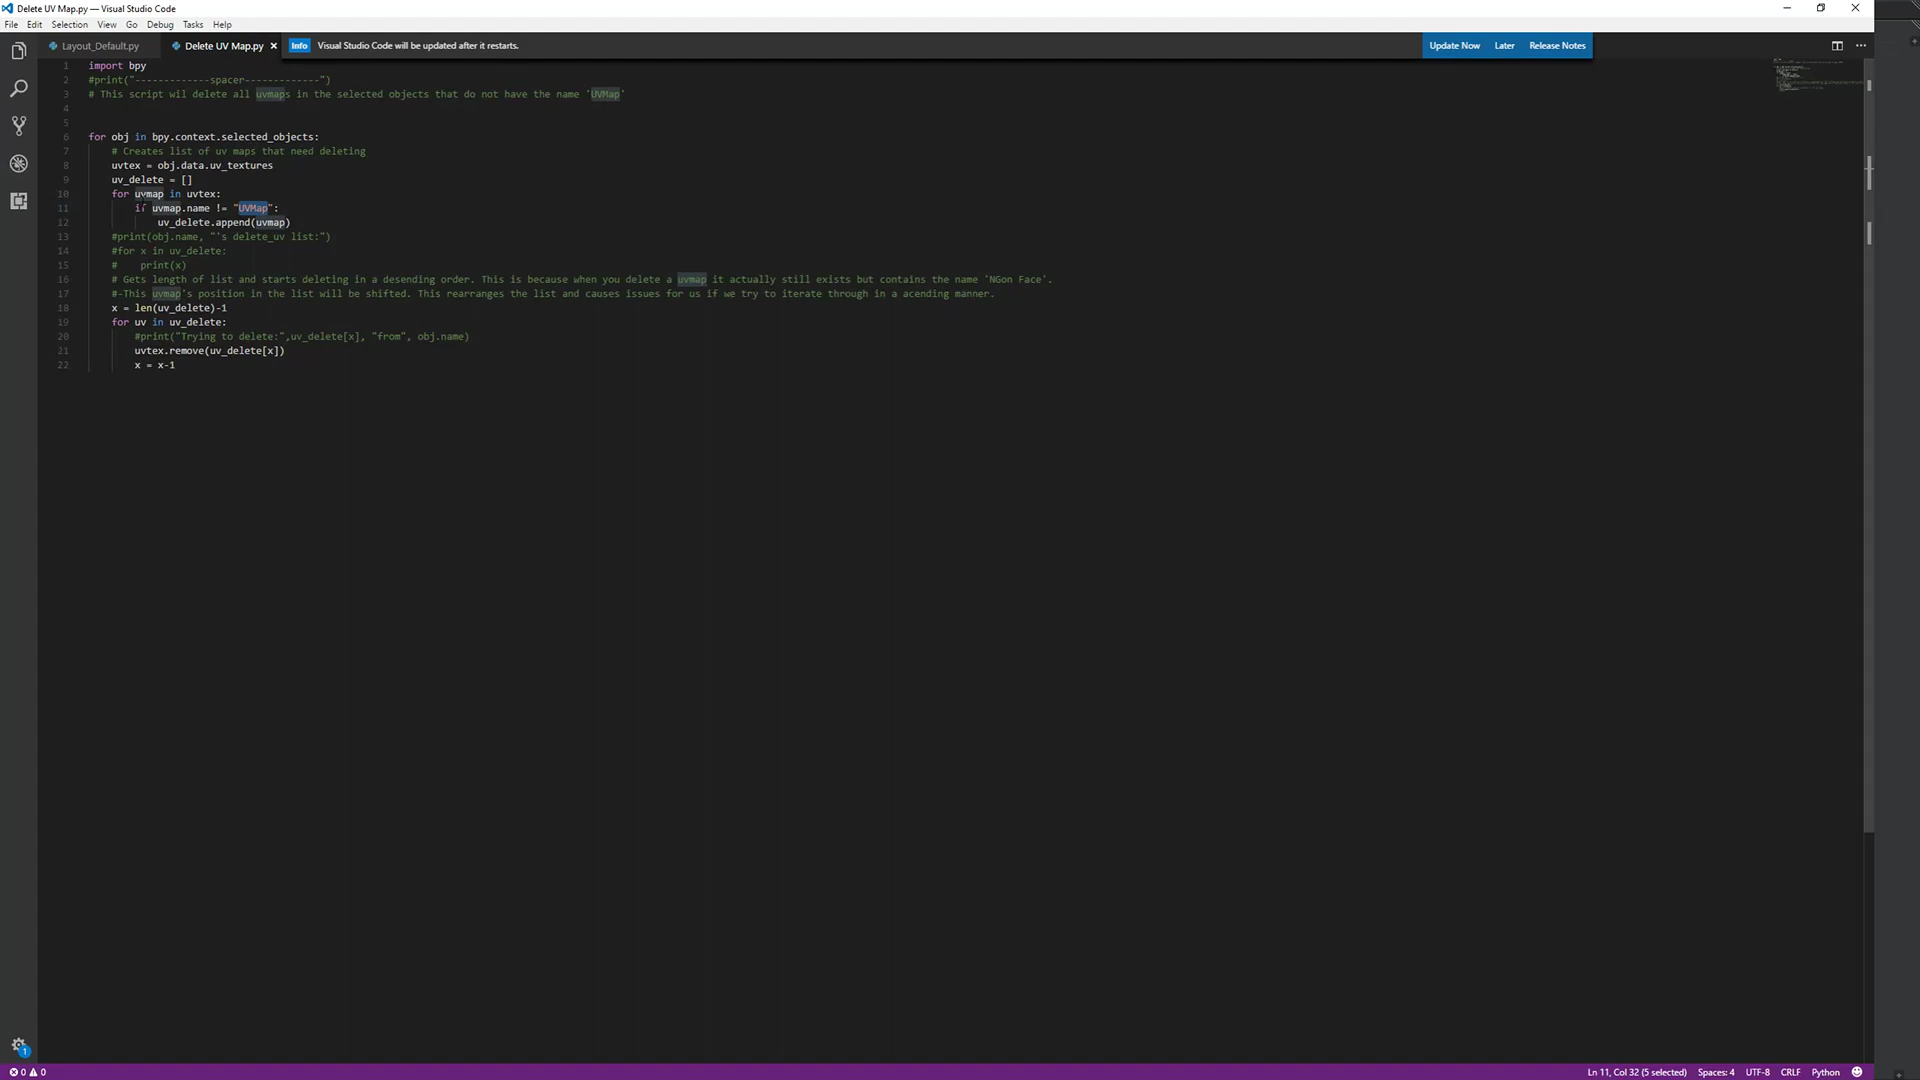 Delete UV Map.py — Visual Studio Code
File Edit Selection View Go Debug Tasks Help
Layout_Default.py Delete UV Map.py × Info Visual Studio Code will be updated after it restarts. Update Now Later Release Notes
1 import bpy
2 #print("-------------spacer-------------")
3 # This script wil delete all uvmaps in the selected objects that do not have the name 'UVMap'
4
5
6 for obj in bpy.context.selected_objects:
7     # Creates list of uv maps that need deleting
8     uvtex = obj.data.uv_textures
9     uv_delete = []
10     for uvmap in uvtex:
11         if uvmap.name != "UVMap":
12             uv_delete.append(uvmap)
13     #print(obj.name, "'s delete_uv list:")
14     #for x in uv_delete:
15     #    print(x)
16     # Gets length of list and starts deleting in a desending order. This is because when you delete a uvmap it actually still exists but contains the name 'NGon Face'.
17     #-This uvmap's position in the list will be shifted. This rearranges the list and causes issues for us if we try to iterate through in a acending manner.
18     x = len(uv_delete)-1
19     for uv in uv_delete:
20         #print("Trying to delete:",uv_delete[x], "from", obj.name)
21         uvtex.remove(uv_delete[x])
22         x = x-1
1
0 0 Ln 11, Col 32 (5 selected) Spaces: 4 UTF-8 CRLF Python